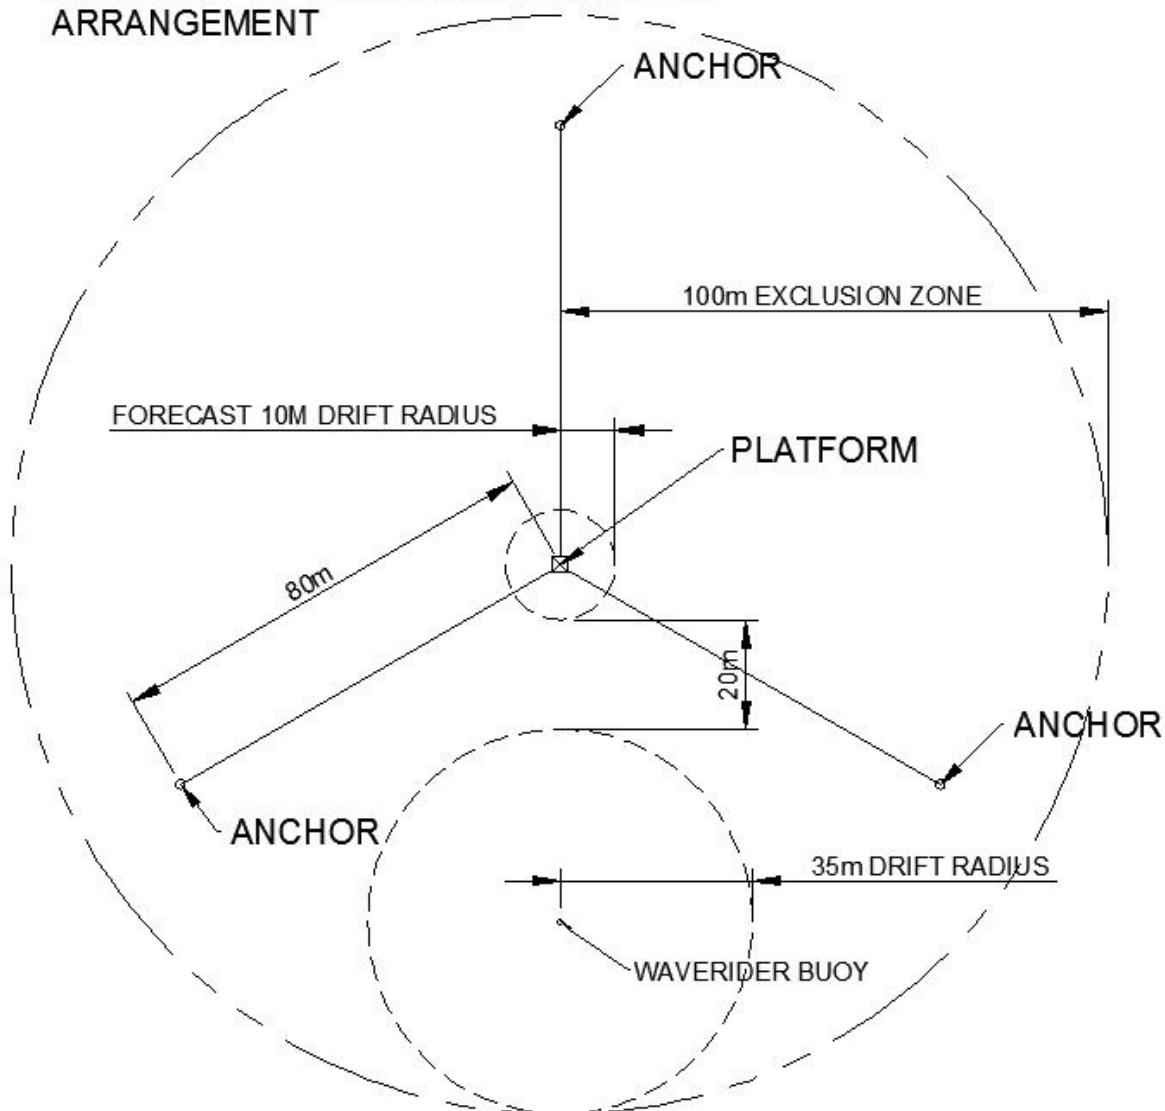 ARRANGEMENT
ANCHOR
100m EXCLUSION ZONE
FORECAST 10M DRIFT RADIUS
PLATFORM
80m
20m
ANCHOR
ANCHOR
35m DRIFT RADIUS
WAVERIDER BUOY